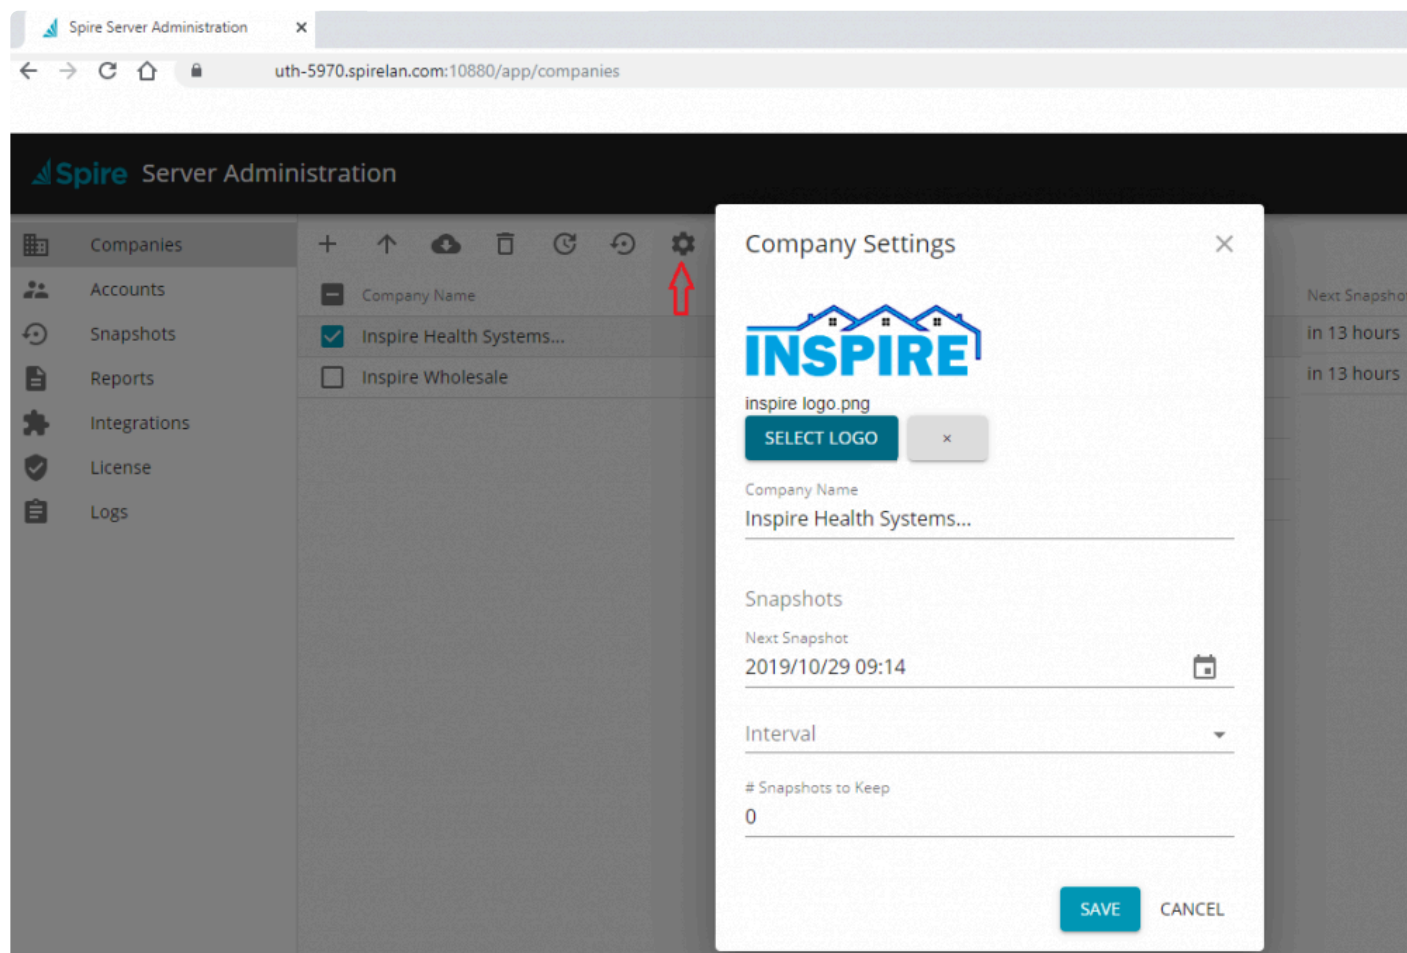 Spire Server Administration
uth-5970.spirelan.com:10880/app/companies
Spire Server Administration
Companies
Accounts
Snapshots
Reports
Integrations
License
Logs
Company Name
Inspire Health Systems...
Inspire Wholesale
Company Settings
INSPIRE
inspire logo.png
SELECT LOGO
Company Name
Inspire Health Systems...
Snapshots
Next Snapshot
2019/10/29 09:14
Interval
# Snapshots to Keep
0
SAVE CANCEL
Next Snapshot
in 13 hours
in 13 hours